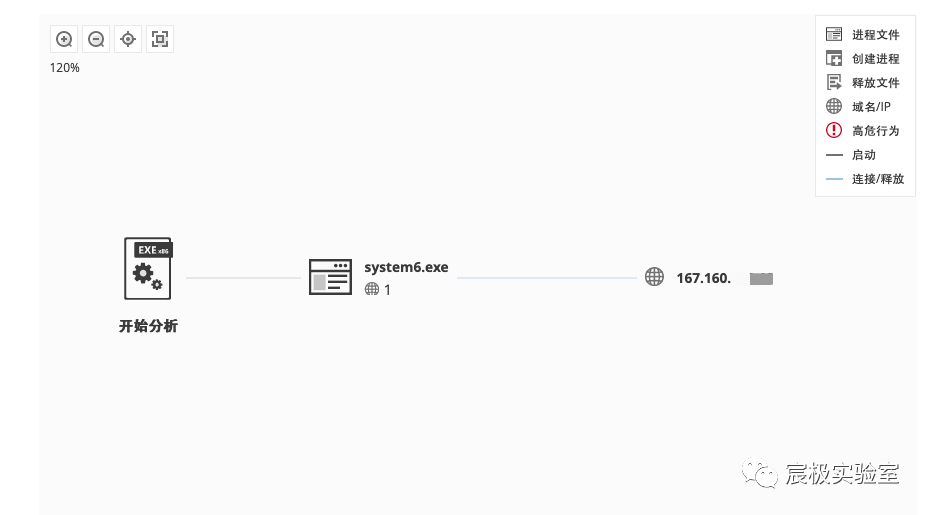 120%
进程文件
创建进程
释放文件
域名/IP
高危行为
启动
连接/释放
EXE x86
system6.exe
1
167.160.
开始分析
宸极实验室